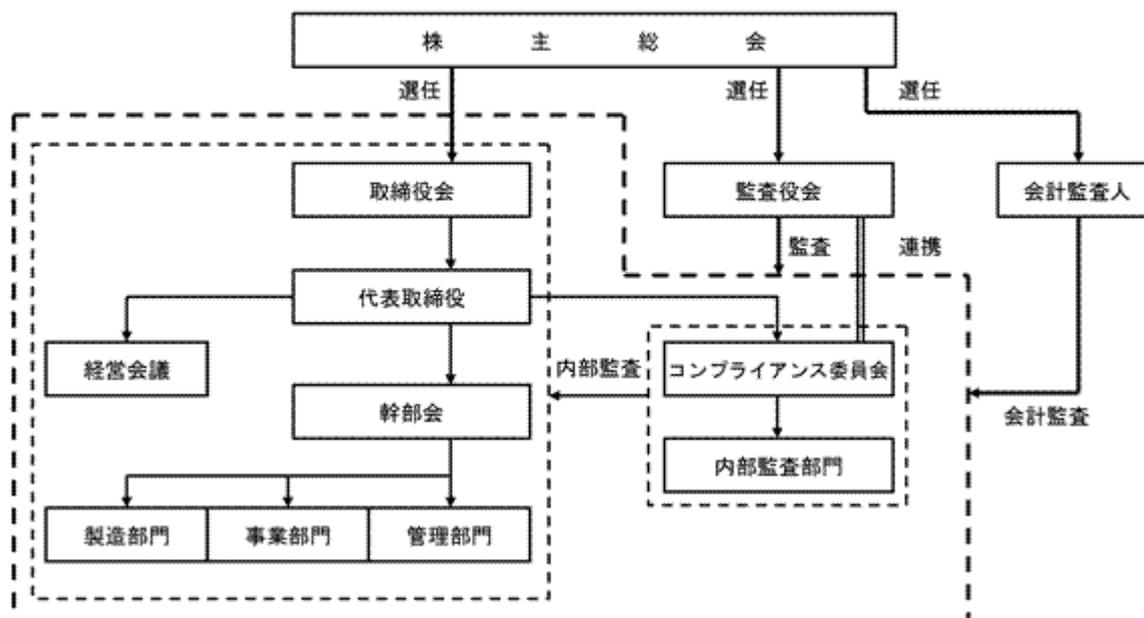 株主総会
選任
選任
選任
取締役会
監査役会
会計監査人
監査
連携
代表取締役
経営会議
内部監査
コンプライアンス委員会
会計監査
幹部会
内部監査部門
製造部門
事業部門
管理部門